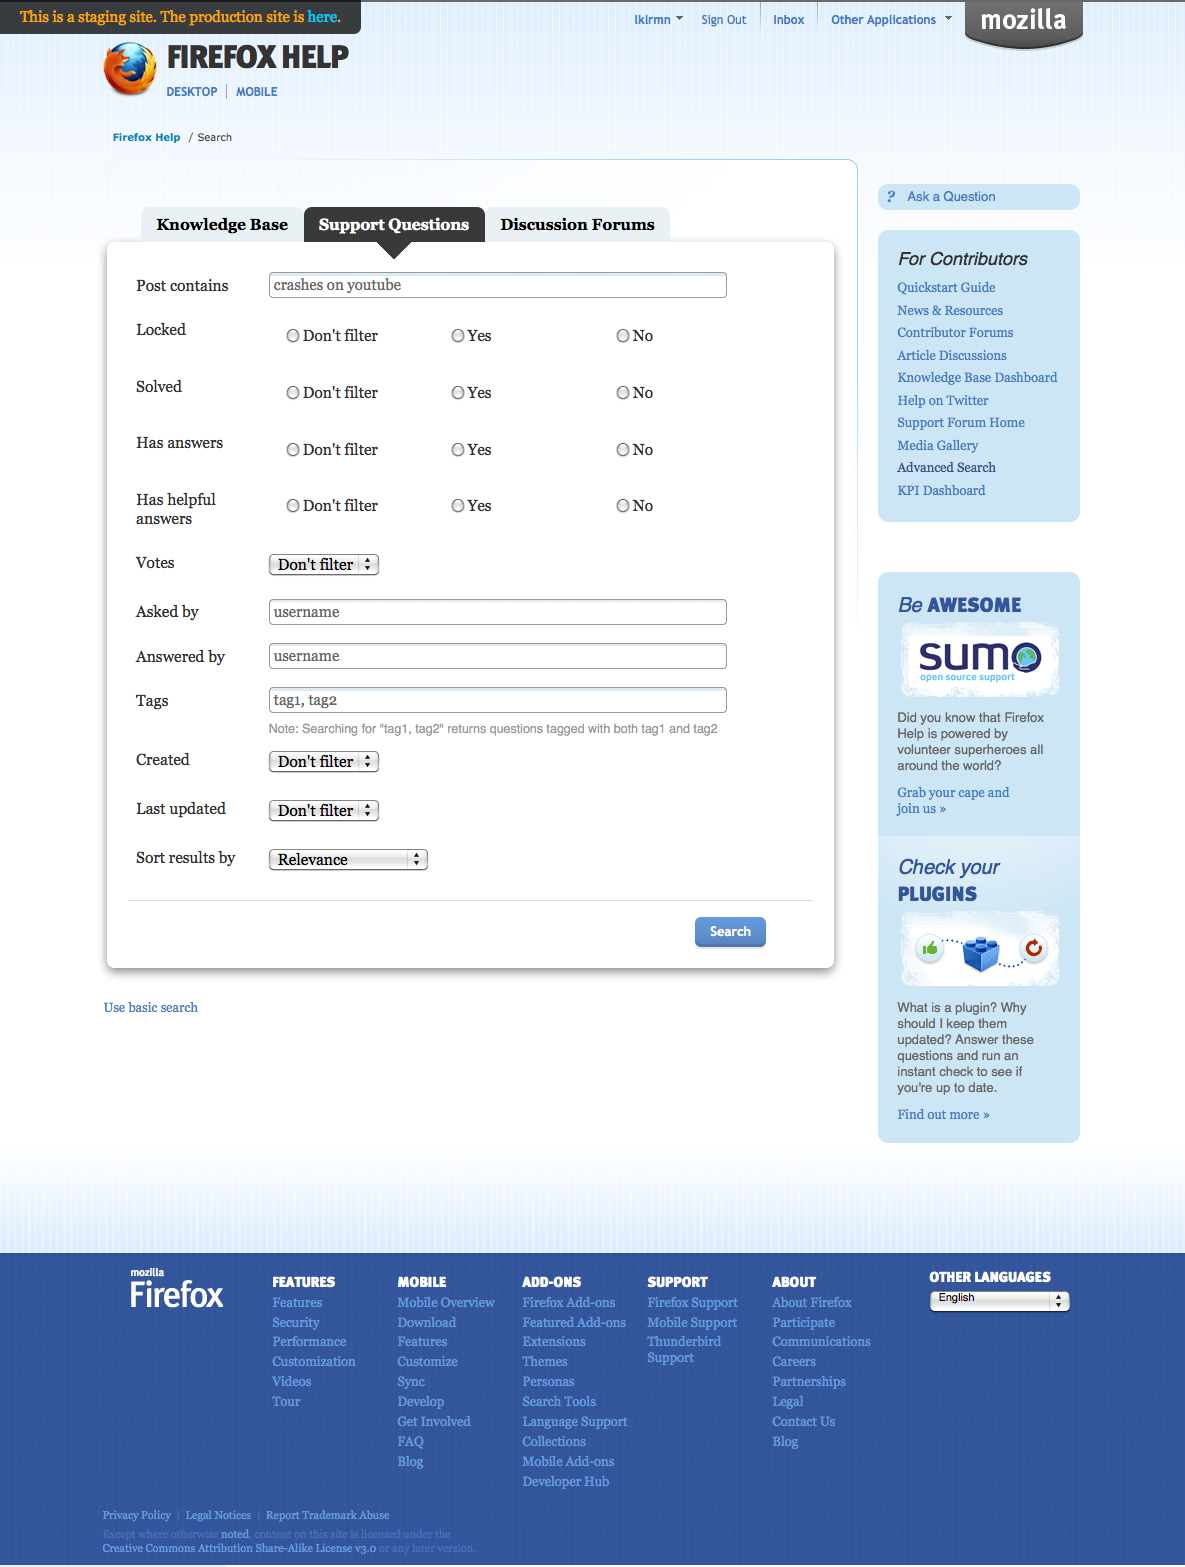 This is a staging site. The production site is here.
lklrmn
Sign Out
Inbox
Other Applications
mozilla
FIREFOX HELP
DESKTOP | MOBILE
Firefox Help / Search
Knowledge Base
Support Questions
Discussion Forums
Post contains
crashes on youtube
Locked
Don't filter
Yes
No
Solved
Don't filter
Yes
No
Has answers
Don't filter
Yes
No
Has helpful
answers
Don't filter
Yes
No
Votes
Don't filter
Asked by
username
Answered by
username
Tags
tag1, tag2
Note: Searching for "tag1, tag2" returns questions tagged with both tag1 and tag2
Created
Don't filter
Last updated
Don't filter
Sort results by
Relevance
Search
Use basic search
? Ask a Question
For Contributors
Quickstart Guide
News & Resources
Contributor Forums
Article Discussions
Knowledge Base Dashboard
Help on Twitter
Support Forum Home
Media Gallery
Advanced Search
KPI Dashboard
Be AWESOME
sumo
open source support
Did you know that Firefox
Help is powered by
volunteer superheroes all
around the world?
Grab your cape and
join us »
Check your
PLUGINS
What is a plugin? Why
should I keep them
updated? Answer these
questions and run an
instant check to see if
you're up to date.
Find out more »
mozilla
Firefox
FEATURES
Features
Security
Performance
Customization
Videos
Tour
MOBILE
Mobile Overview
Download
Features
Customize
Sync
Develop
Get Involved
FAQ
Blog
ADD-ONS
Firefox Add-ons
Featured Add-ons
Extensions
Themes
Personas
Search Tools
Language Support
Collections
Mobile Add-ons
Developer Hub
SUPPORT
Firefox Support
Mobile Support
Thunderbird
Support
ABOUT
About Firefox
Participate
Communications
Careers
Partnerships
Legal
Contact Us
Blog
OTHER LANGUAGES
English
Privacy Policy | Legal Notices | Report Trademark Abuse
Except where otherwise noted, content on this site is licensed under the
Creative Commons Attribution Share-Alike License v3.0 or any later version.